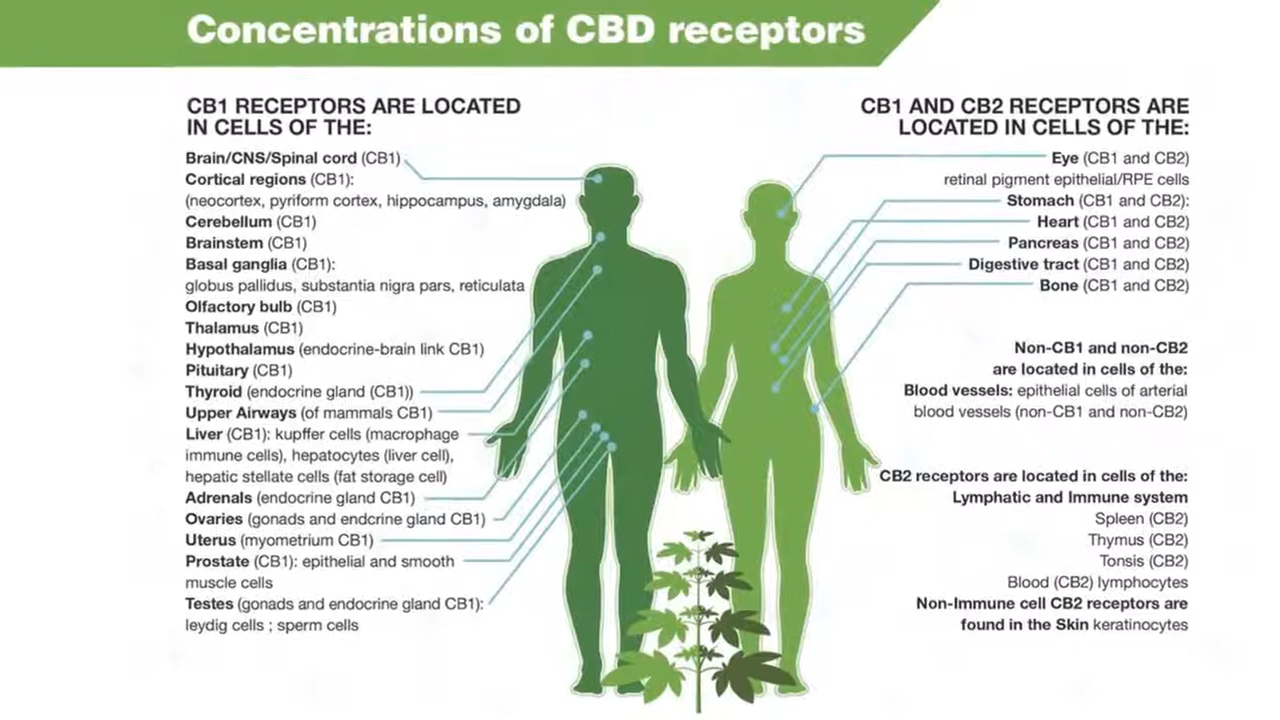 Concentrations of CBD receptors
CB1 RECEPTORS ARE LOCATED
IN CELLS OF THE:
Brain/CNS/Spinal cord (CB1)
Cortical regions (CB1):
(neocortex, pyriform cortex, hippocampus, amygdala)
Cerebellum (CB1)
Brainstem (CB1)
Basal ganglia (CB1):
globus pallidus, substantia nigra pars, reticulata
Olfactory bulb (CB1)
Thalamus (CB1)
Hypothalamus (endocrine-brain link CB1)
Pituitary (CB1)
Thyroid (endocrine gland (CB1))
Upper Airways (of mammals CB1)
Liver (CB1): kupffer cells (macrophage
immune cells), hepatocytes (liver cell),
hepatic stellate cells (fat storage cell)
Adrenals (endocrine gland CB1)
Ovaries (gonads and endcrine gland CB1)
Uterus (myometrium CB1)
Prostate (CB1): epithelial and smooth
muscle cells
Testes (gonads and endocrine gland CB1):
leydig cells ; sperm cells
CB1 AND CB2 RECEPTORS ARE
LOCATED IN CELLS OF THE:
Eye (CB1 and CB2)
retinal pigment epithelial/RPE cells
Stomach (CB1 and CB2):
Heart (CB1 and CB2)
Pancreas (CB1 and CB2)
Digestive tract (CB1 and CB2)
Bone (CB1 and CB2)
Non-CB1 and non-CB2
are located in cells of the:
Blood vessels: epithelial cells of arterial
blood vessels (non-CB1 and non-CB2)
CB2 receptors are located in cells of the:
Lymphatic and Immune system
Spleen (CB2)
Thymus (CB2)
Tonsis (CB2)
Blood (CB2) lymphocytes
Non-Immune cell CB2 receptors are
found in the Skin keratinocytes